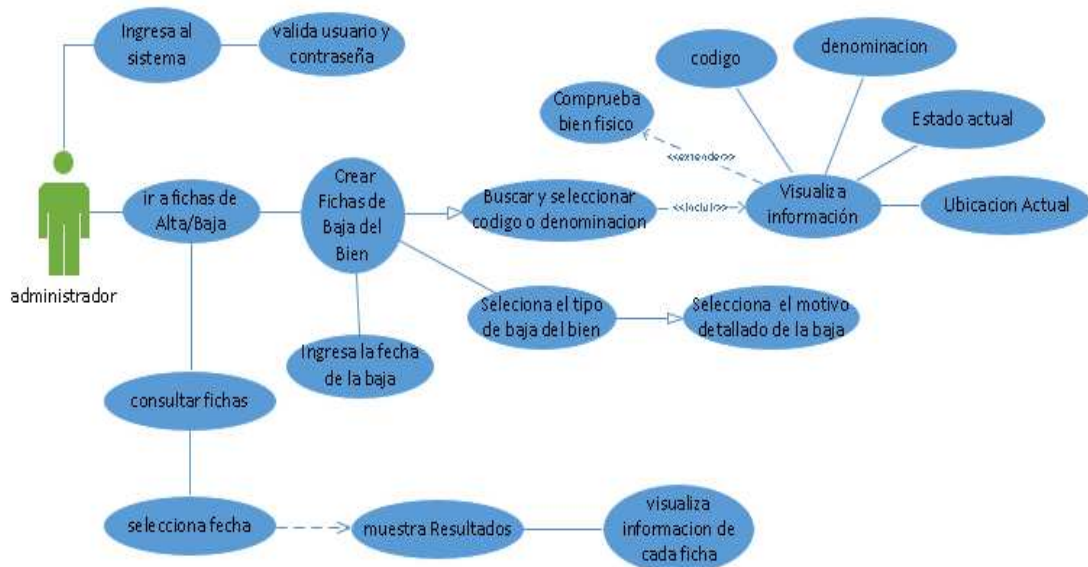 Ingresa al
sistema
valida usuario y
contraseña
codigo
denominacion
Comprueba
bien fisico
Estado actual
<<extender>>
ir a fichas de
Alta/Baja
Crear
Fichas de
Baja del
Bien
Buscar y seleccionar
codigo o denominacion
Visualiza
información
Ubicacion Actual
administrador
Seleciona el tipo
de baja del bien
Selecciona el motivo
detallado de la baja
Ingresa la fecha
de la baja
consultar fichas
selecciona fecha
muestra Resultados
visualiza
informacion de
cada ficha